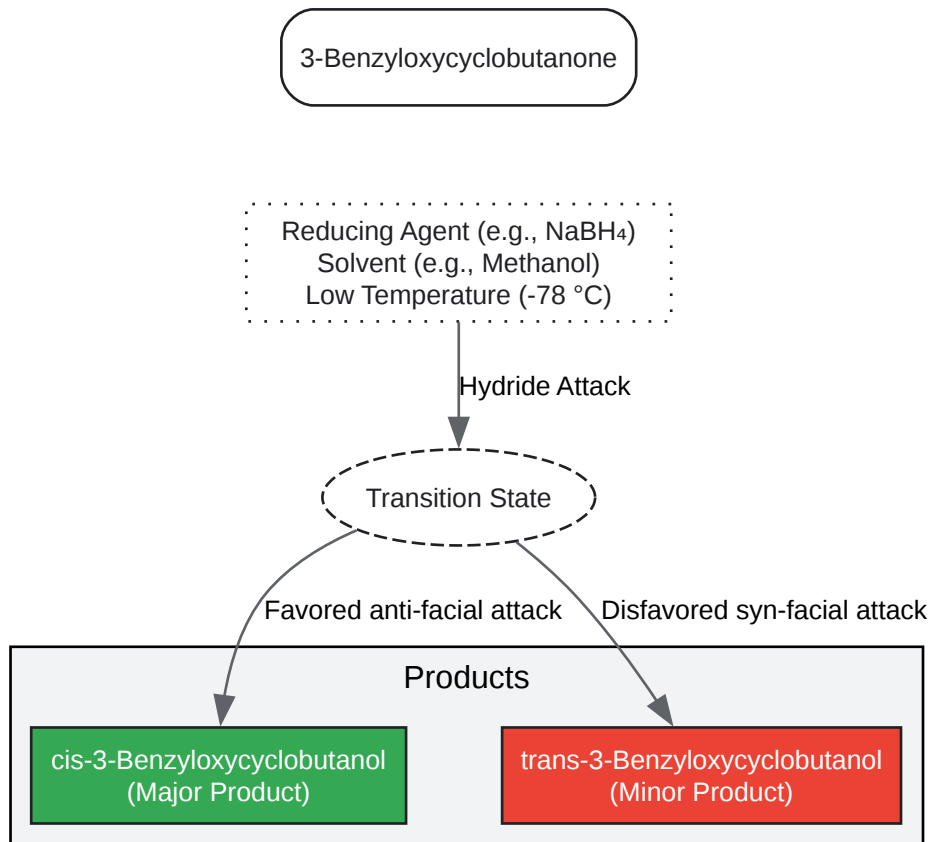 3-Benzyloxycyclobutanone
Reducing Agent (e.g., NaBH₄)
Solvent (e.g., Methanol)
Low Temperature (-78 °C)
Hydride Attack
Transition State
Favored anti-facial attack
Disfavored syn-facial attack
Products
cis-3-Benzyloxycyclobutanol
(Major Product)
trans-3-Benzyloxycyclobutanol
(Minor Product)